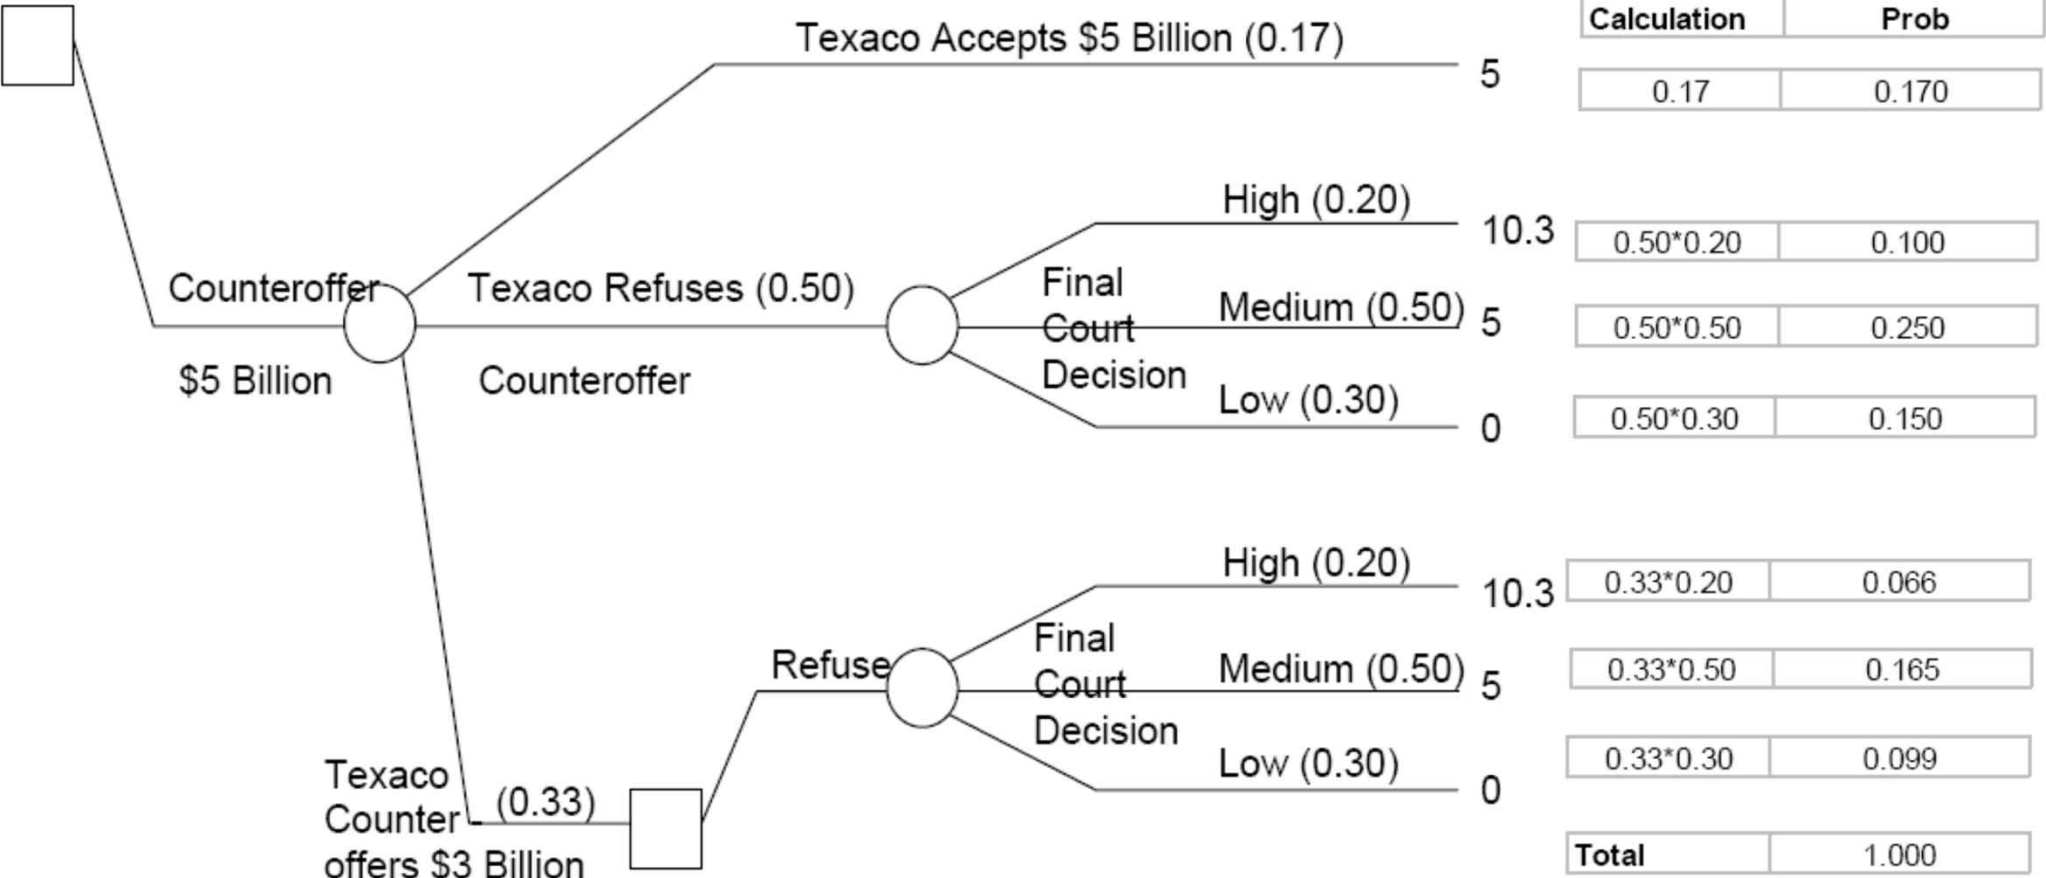 Calculation Prob
Texaco Accepts $5 Billion (0.17) 5
0.17 0.170
High (0.20) 10.3 0.50*0.20 0.100
Counteroffer Texaco Refuses (0.50) Final Medium (0.50) 5 0.50*0.50 0.250
Court
$5 Billion Counteroffer Decision
Low (0.30) 0 0.50*0.30 0.150
High (0.20) 10.3 0.33*0.20 0.066
Final
Refuse Court Medium (0.50) 5 0.33*0.50 0.165
Decision
Low (0.30) 0 0.33*0.30 0.099
Texaco
Counter- (0.33)
offers $3 Billion
Total 1.000